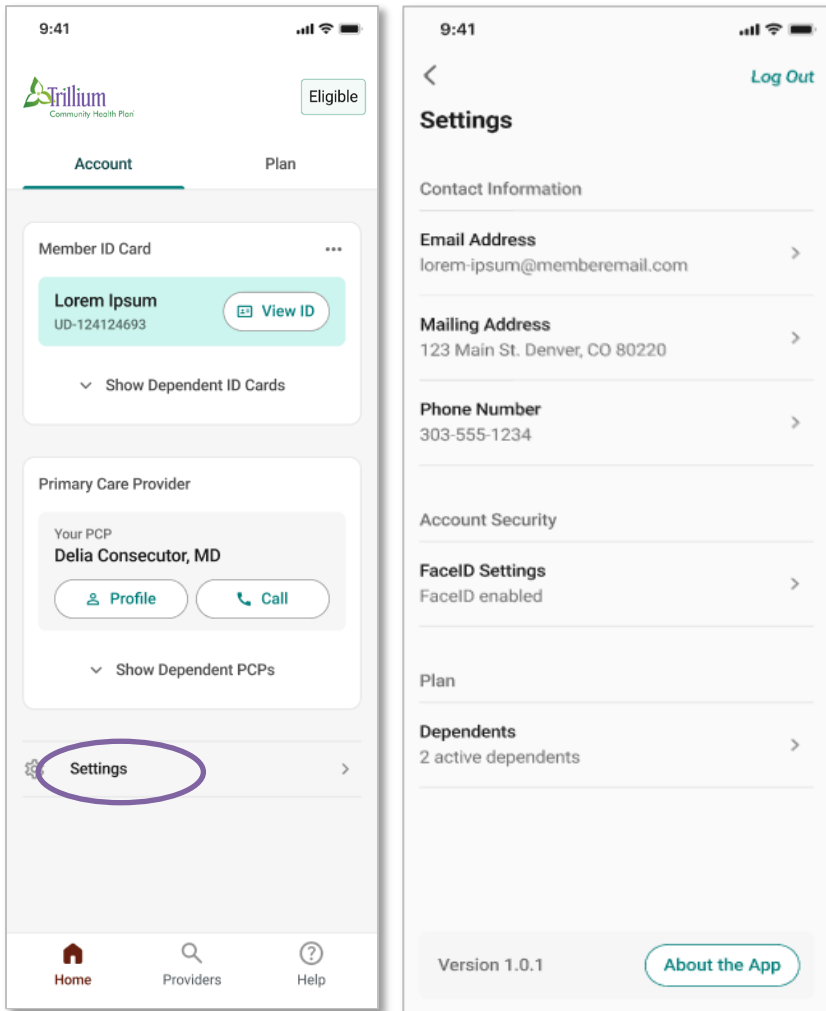 9:41
Trillium
Community Health Plan
Eligible
Account Plan
Member ID Card
Lorem Ipsum
UD-124124693
View ID
Show Dependent ID Cards
Primary Care Provider
Your PCP
Delia Consecutor, MD
Profile Call
Show Dependent PCPs
Settings
Home Providers Help
9:41
Log Out
Settings
Contact Information
Email Address
lorem-ipsum@memberemail.com
Mailing Address
123 Main St. Denver, CO 80220
Phone Number
303-555-1234
Account Security
FaceID Settings
FaceID enabled
Plan
Dependents
2 active dependents
Version 1.0.1 About the App